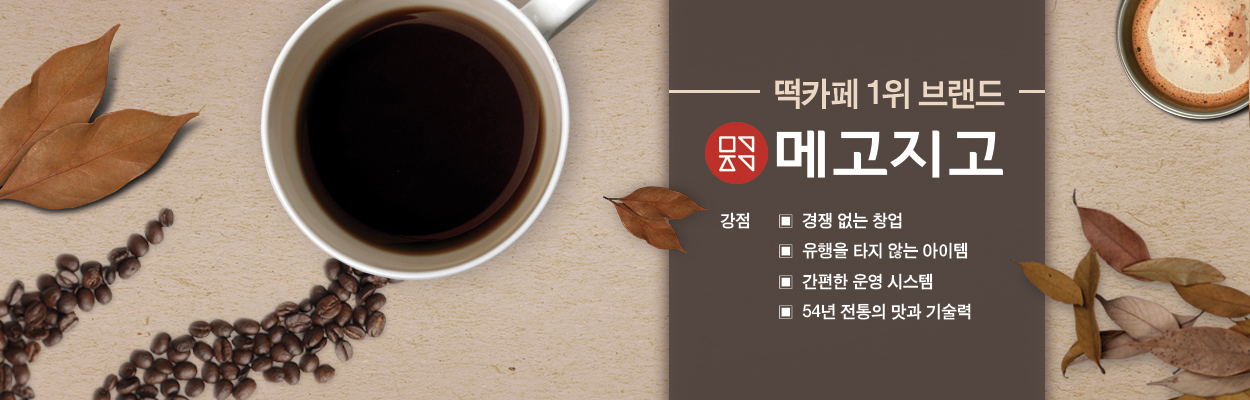 떡카페 1위 브랜드
메고지고
강점 ▣ 경쟁 없는 창업
▣ 유행을 타지 않는 아이템
▣ 간편한 운영 시스템
▣ 54년 전통의 맛과 기술력